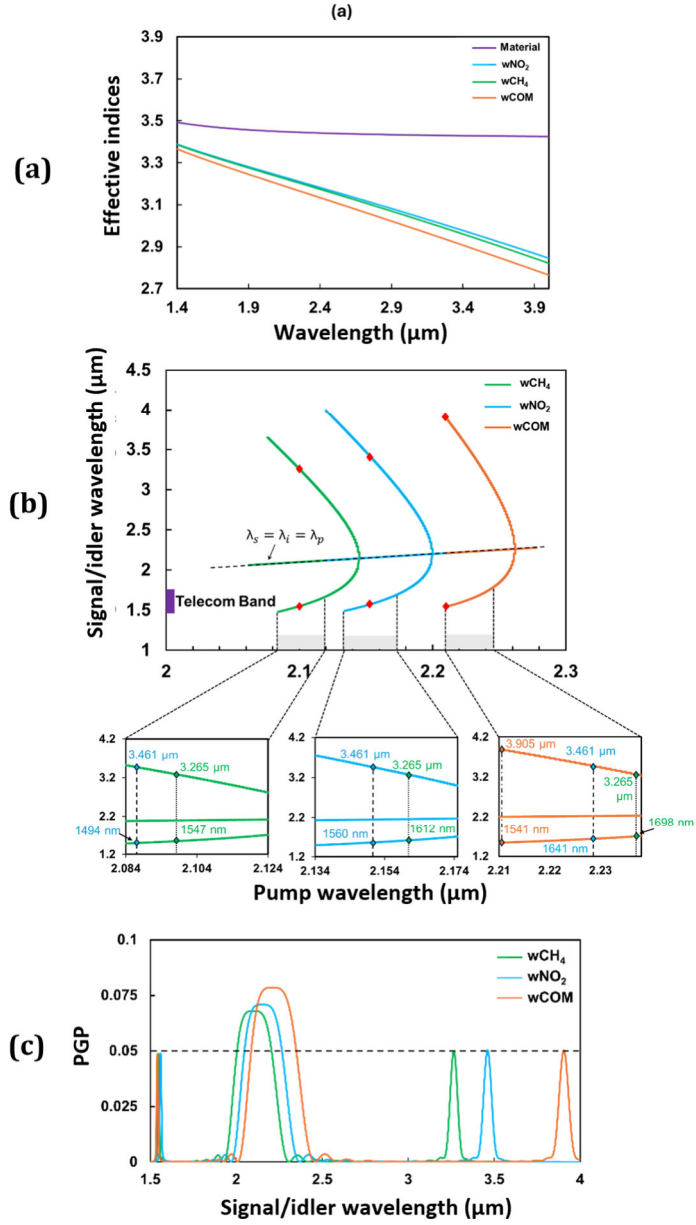 (a)
(a)
Effective indices
3.9
3.7
3.5
3.3
3.1
2.9
2.7
Material
wNO₂
wCH₄
wCOM
1.4
1.9
2.4
2.9
3.4
3.9
Wavelength (µm)
(b)
Signal/idler wavelength (µm)
4.5
4
3.5
3
2.5
2
1.5
1
wCH₄
wNO₂
wCOM
λₛ = λᵢ = λₚ
Telecom Band
2
2.1
2.2
2.3
4.2
3.2
2.2
1.2
3.461 µm
3.265 µm
1494 nm
1547 nm
2.084
2.104
2.124
4.2
3.2
2.2
1.2
3.461 µm
3.265 µm
1560 nm
1612 nm
2.134
2.154
2.174
4.2
3.2
2.2
1.2
3.905 µm
3.461 µm
3.265
µm
1541 nm
1641 nm
1698 nm
2.21
2.22
2.23
Pump wavelength (µm)
(c)
PGP
0.1
0.075
0.05
0.025
0
wCH₄
wNO₂
wCOM
1.5
2
2.5
3
3.5
4
Signal/idler wavelength (µm)